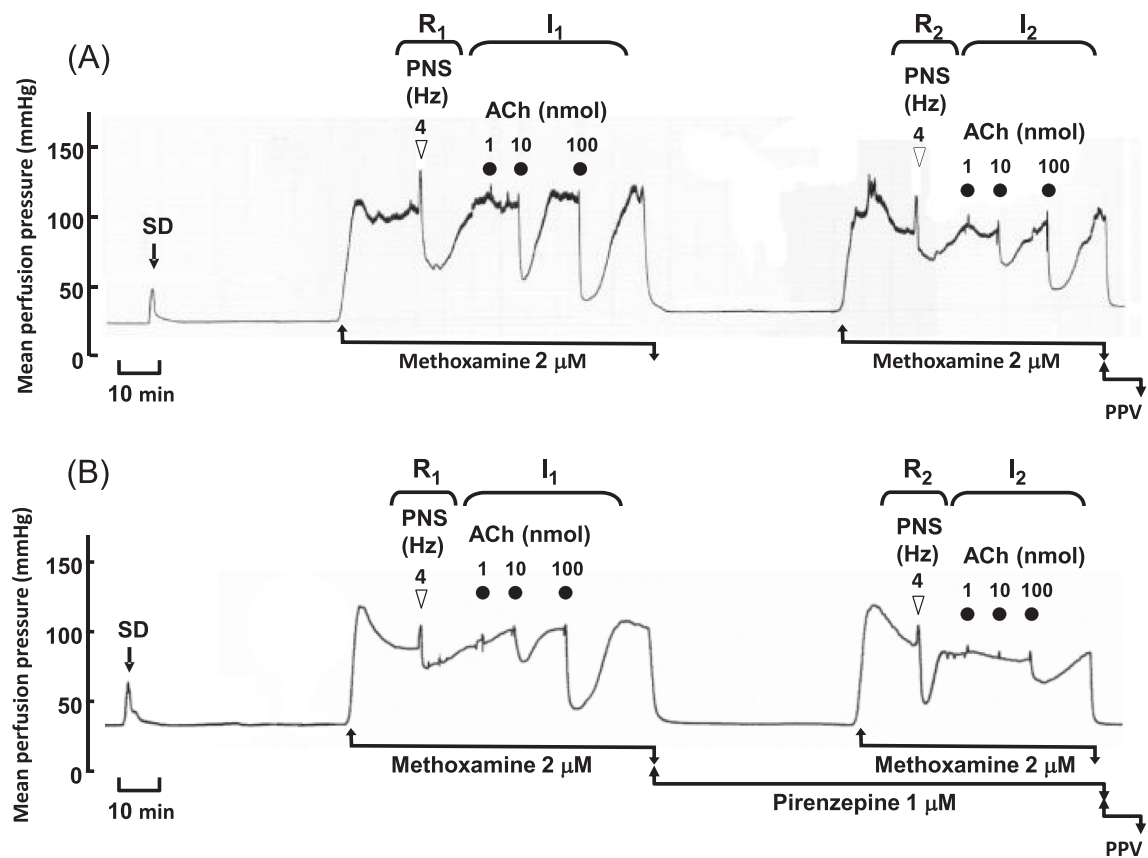 (A)
R1
I1
PNS
(Hz)
4
ACh (nmol)
1 10 100
R2
I2
PNS
(Hz)
4
ACh (nmol)
1 10 100
Mean perfusion pressure (mmHg)
150
100
50
0
SD
10 min
Methoxamine 2 μM
Methoxamine 2 μM
PPV
(B)
R1
I1
PNS
(Hz)
4
ACh (nmol)
1 10 100
R2
I2
PNS
(Hz)
4
ACh (nmol)
1 10 100
Mean perfusion pressure (mmHg)
150
100
50
0
SD
10 min
Methoxamine 2 μM
Methoxamine 2 μM
Pirenzepine 1 μM
PPV